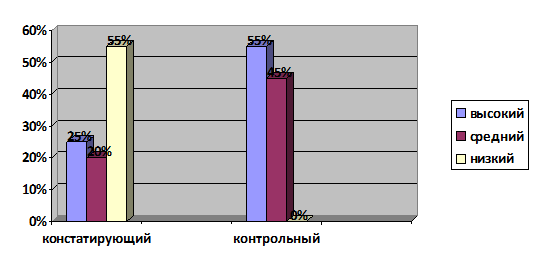 60%
50%
40%
30%
20%
10%
0%
25%
20%
55%
55%
45%
0%
констатирующий
контрольный
высокий
средний
низкий